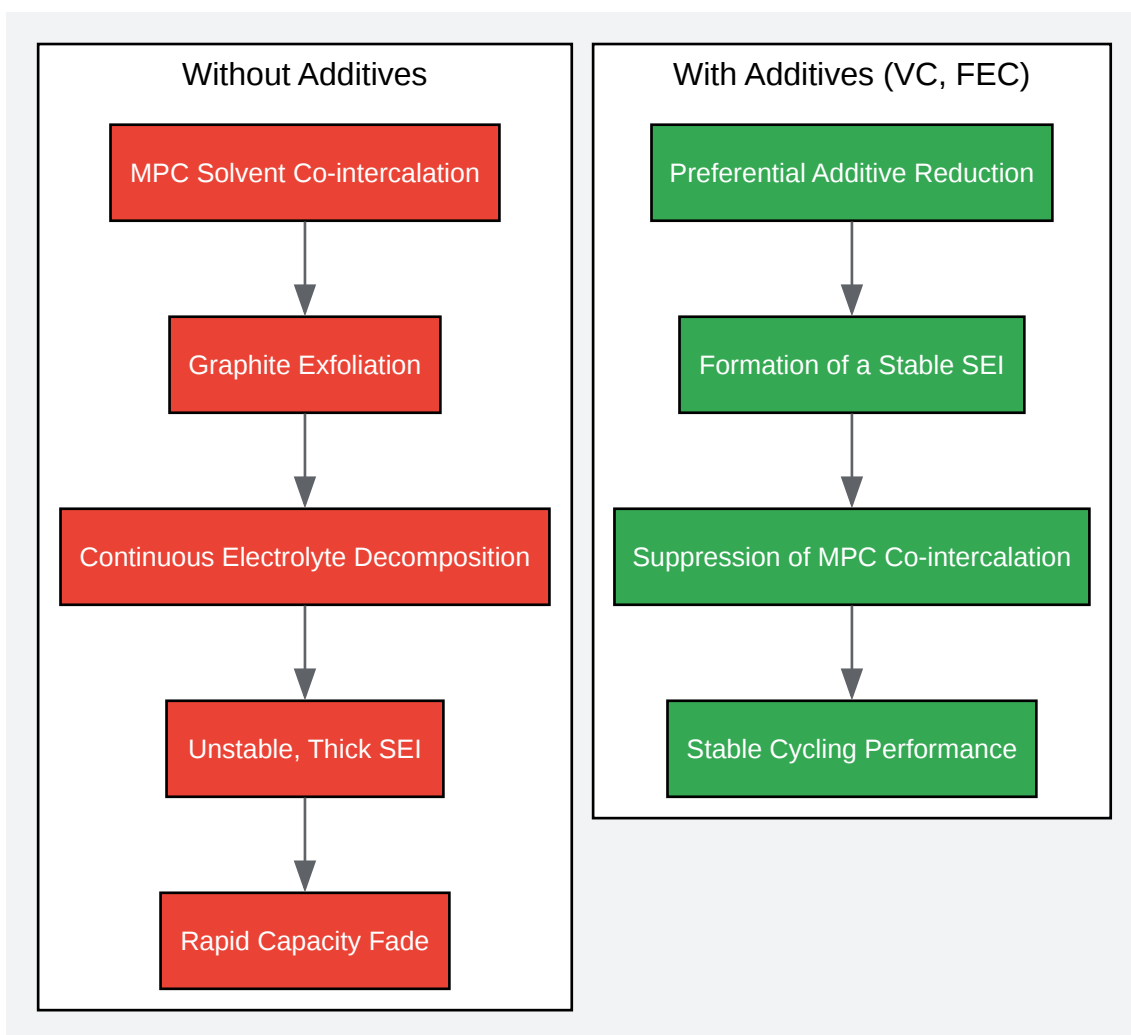 Without Additives
MPC Solvent Co-intercalation
Graphite Exfoliation
Continuous Electrolyte Decomposition
Unstable, Thick SEI
Rapid Capacity Fade
With Additives (VC, FEC)
Preferential Additive Reduction
Formation of a Stable SEI
Suppression of MPC Co-intercalation
Stable Cycling Performance